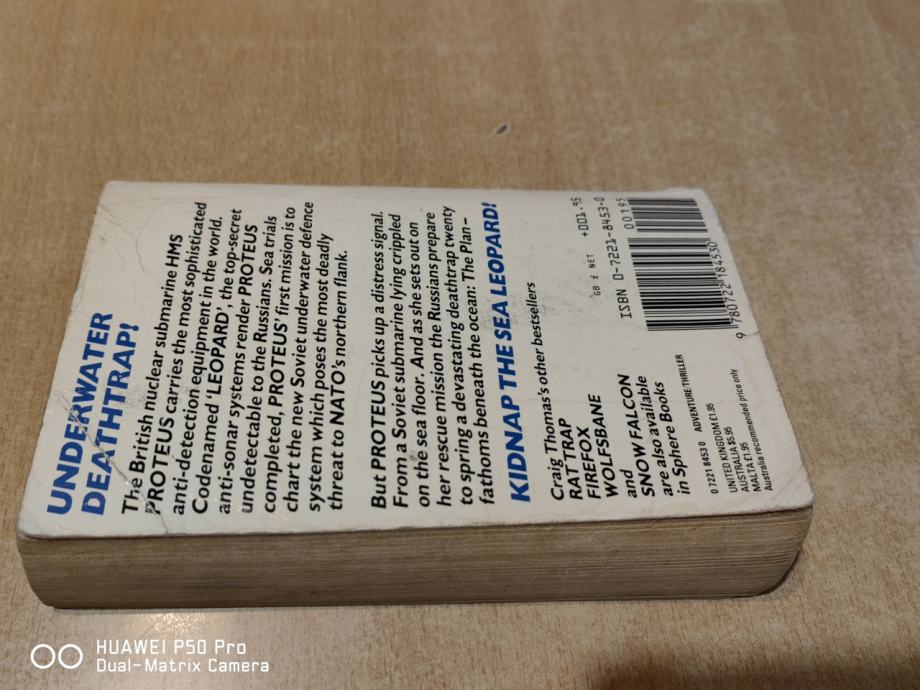 UNDERWATER
DEATHTRAP!
The British nuclear submarine HMS
PROTEUS carries the most sophisticated
anti-detection equipment in the world.
Codenamed 'LEOPARD', the top-secret
anti-sonar systems render PROTEUS
undetectable to the Russians. Sea trials
completed, PROTEUS' first mission is to
chart the new Soviet underwater defence
system which poses the most deadly
threat to NATO's northern flank.
But PROTEUS picks up a distress signal.
From a Soviet submarine lying crippled
on the sea floor. And as she sets out on
her rescue mission the Russians prepare
to spring a devastating deathtrap twenty
fathoms beneath the ocean: The Plan –
KIDNAP THE SEA LEOPARD!
Craig Thomas's other bestsellers
RAT TRAP
FIREFOX
WOLFSBANE
and
SNOW FALCON
are also available
in Sphere Books
GB £ NET +001.95
ISBN 0-7221-8453-0
00195
9 780722 184530
0 7221 8453 0 ADVENTURE/THRILLER
UNITED KINGDOM £1.95
AUSTRALIA $5.95
MALTA £1.95
Australia recommended price only
HUAWEI P50 Pro
Dual-Matrix Camera